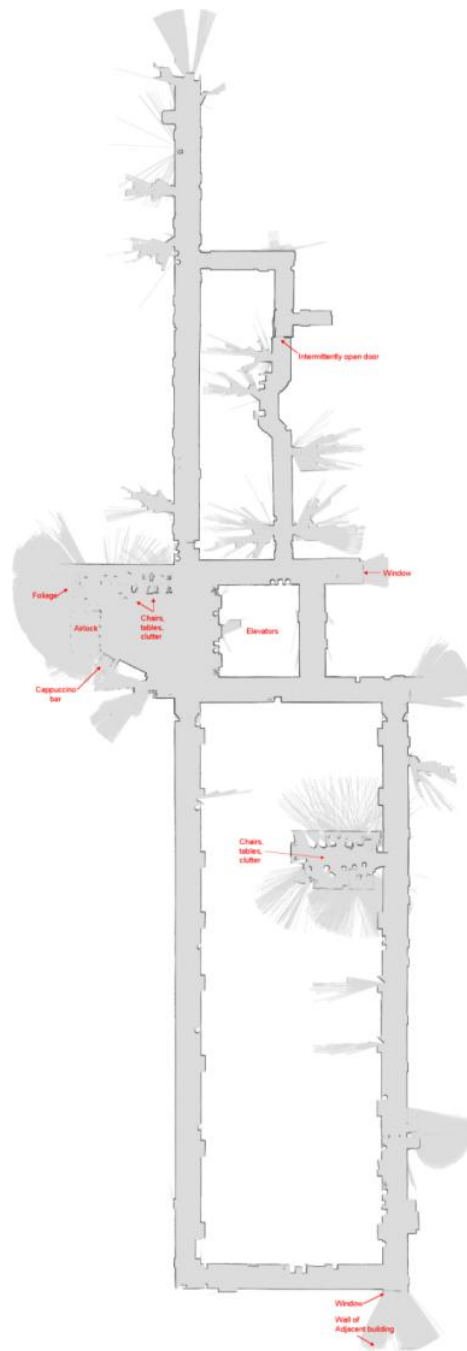 Intermittently open door
Window
Foliage
Chairs,
tables,
clutter
Airlock
Elevators
Cappuccino
bar
Chairs,
tables,
clutter
Window
Wall of
Adjacent building